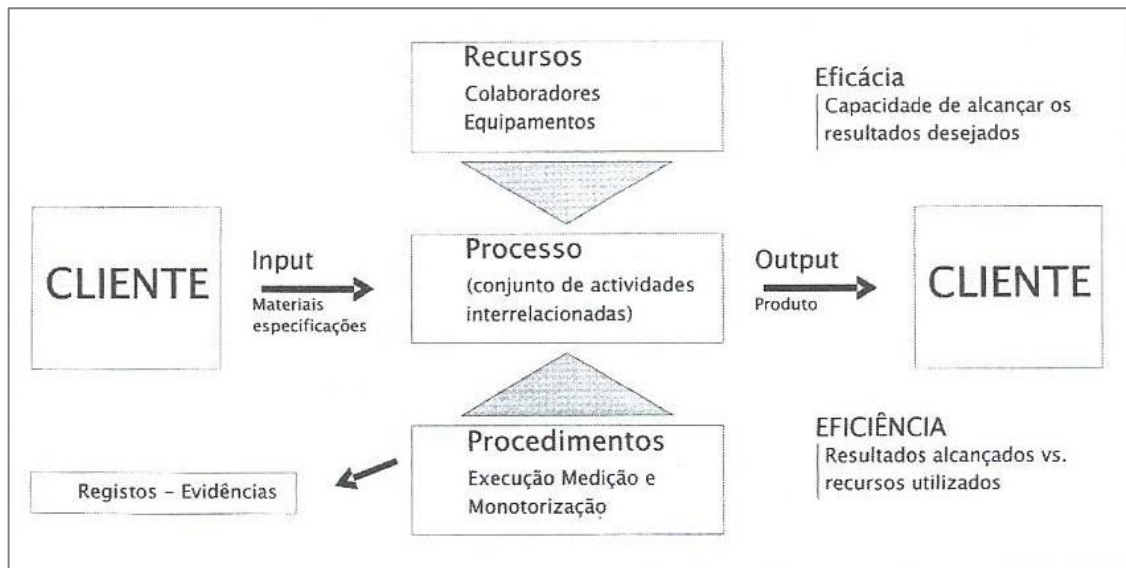 Recursos
Colaboradores
Equipamentos
Eficácia
Capacidade de alcançar os
resultados desejados
CLIENTE
Input
Materiais
especificações
Processo
(conjunto de actividades
interrelacionadas)
Output
Produto
CLIENTE
Procedimentos
Execução Medição e
Monotorização
Registos - Evidências
EFICIÊNCIA
Resultados alcançados vs.
recursos utilizados